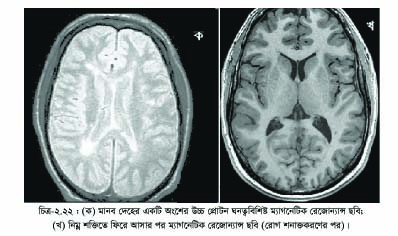 ক
খ
চিত্র-২.২২ : (ক) মানব দেহের একটি অংশের উচ্চ প্রোটন ঘনত্ববিশিষ্ট ম্যাগনেটিক রেজোন্যান্স ছবি;
(খ) নিম্ন শক্তিতে ফিরে আসার পর ম্যাগনেটিক রেজোন্যান্স ছবি (রোগ শনাক্তকরণের পর)।